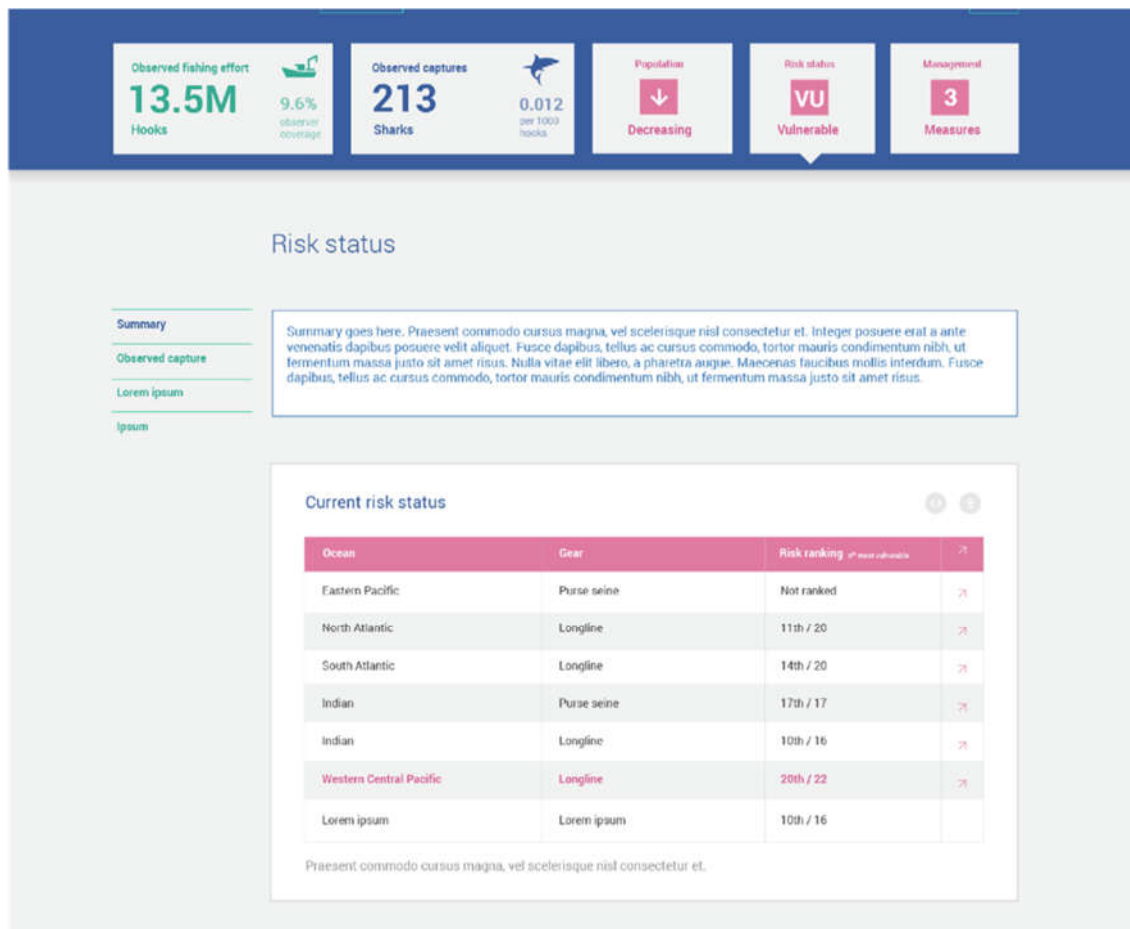 Observed fishing effort
13.5M
Hooks
9.6%
observer
coverage
Observed captures
213
Sharks
0.012
per 1000
hooks
Population
Decreasing
Risk status
VU
Vulnerable
Management
3
Measures
Risk status
Summary
Observed capture
Lorem ipsum
Ipsum
Summary goes here. Praesent commodo cursus magna, vel scelerisque nisl consectetur et. Integer posuere erat a ante
venenatis dapibus posuere velit aliquet. Fusce dapibus, tellus ac cursus commodo, tortor mauris condimentum nibh, ut
fermentum massa justo sit amet risus. Nulla vitae elit libero, a pharetra augue. Maecenas faucibus mollis interdum. Fusce
dapibus, tellus ac cursus commodo, tortor mauris condimentum nibh, ut fermentum massa justo sit amet risus.
Current risk status
Ocean Gear Risk ranking most vulnerable
Eastern Pacific Purse seine Not ranked
North Atlantic Longline 11th / 20
South Atlantic Longline 14th / 20
Indian Purse seine 17th / 17
Indian Longline 10th / 16
Western Central Pacific Longline 20th / 22
Lorem ipsum Lorem ipsum 10th / 16
Praesent commodo cursus magna, vel scelerisque nisl consectetur et.